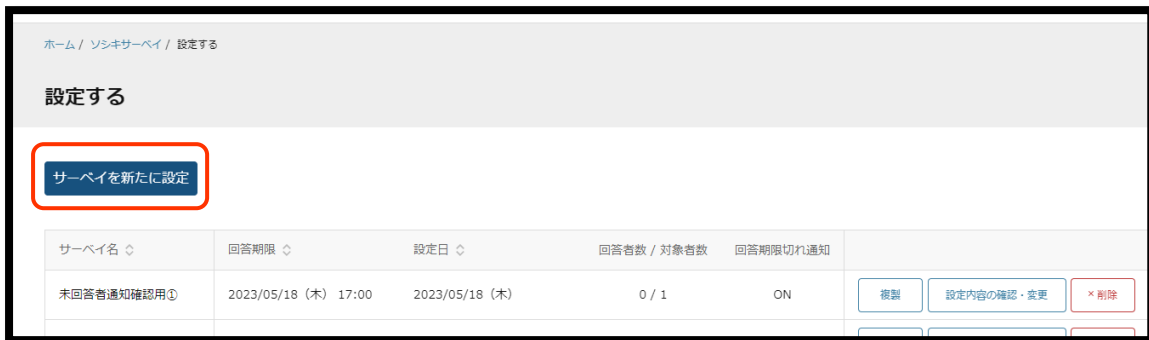 ホーム / ソシキサーベイ / 設定する
設定する
サーベイを新たに設定
サーベイ名 回答期限 設定日 回答者数 / 対象者数 回答期限切れ通知
未回答者通知確認用① 2023/05/18（木） 17:00 2023/05/18（木） 0 / 1 ON 複製 設定内容の確認・変更 ×削除